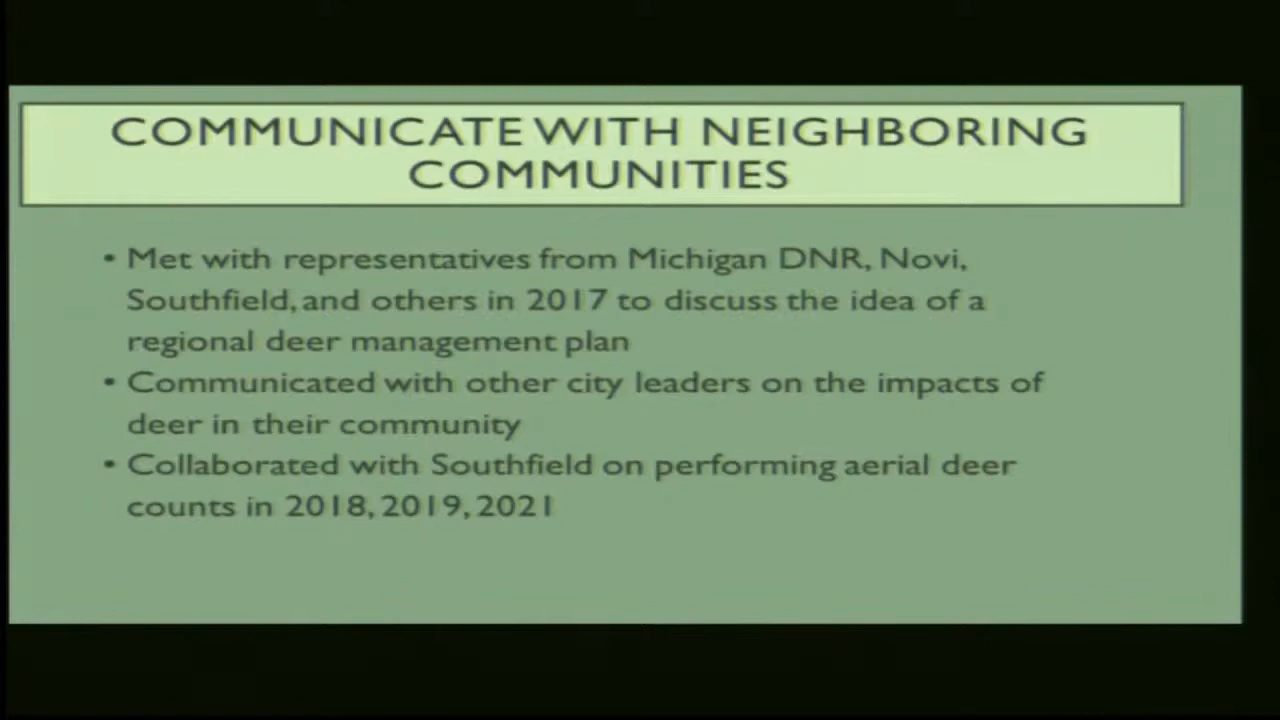 COMMUNICATE WITH NEIGHBORING
COMMUNITIES
• Met with representatives from Michigan DNR, Novi,
Southfield, and others in 2017 to discuss the idea of a
regional deer management plan
• Communicated with other city leaders on the impacts of
deer in their community
• Collaborated with Southfield on performing aerial deer
counts in 2018, 2019, 2021